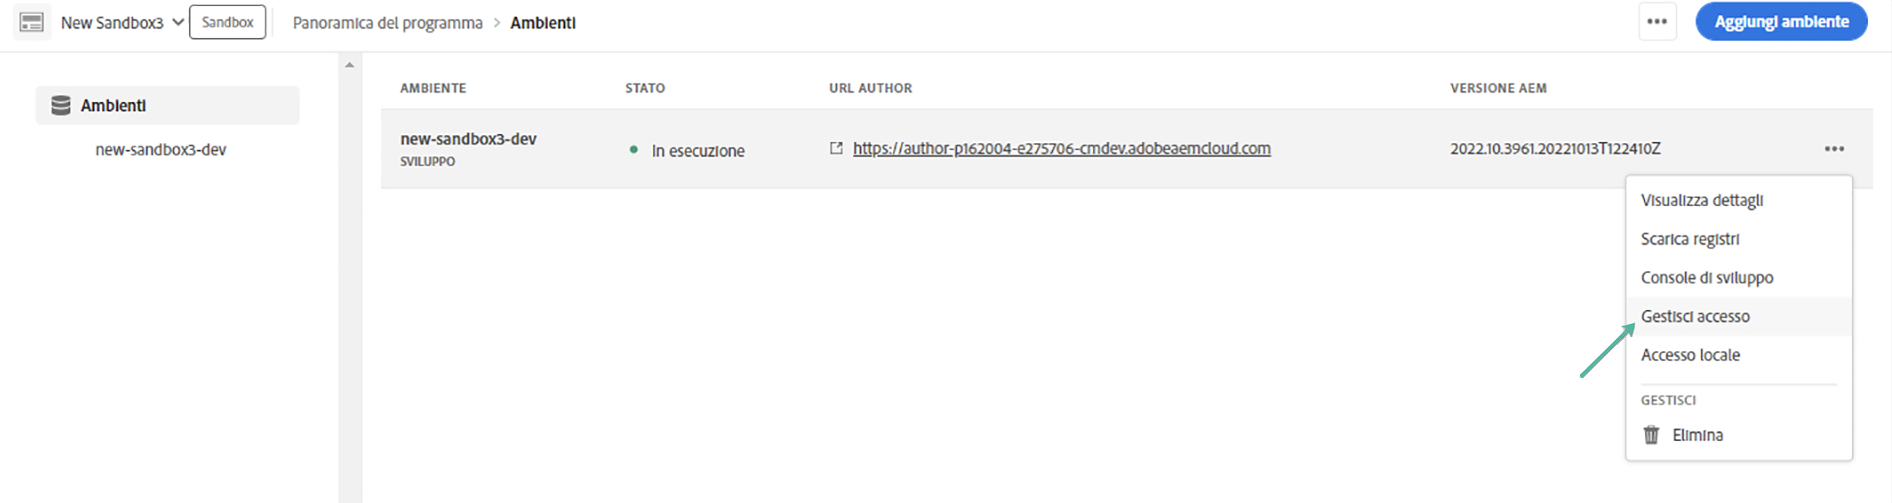 New Sandbox3 Sandbox Panoramica del programma > Ambienti ••• Aggiungi ambiente
Ambienti
new-sandbox3-dev
AMBIENTE STATO URL AUTHOR VERSIONE AEM
new-sandbox3-dev
SVILUPPO
In esecuzione
https://author-p162004-e275706-cmdev.adobeaemcloud.com
2022.10.3961.20221013T122410Z
Visualizza dettagli
Scarica registri
Console di sviluppo
Gestisci accesso
Accesso locale
GESTISCI
Elimina